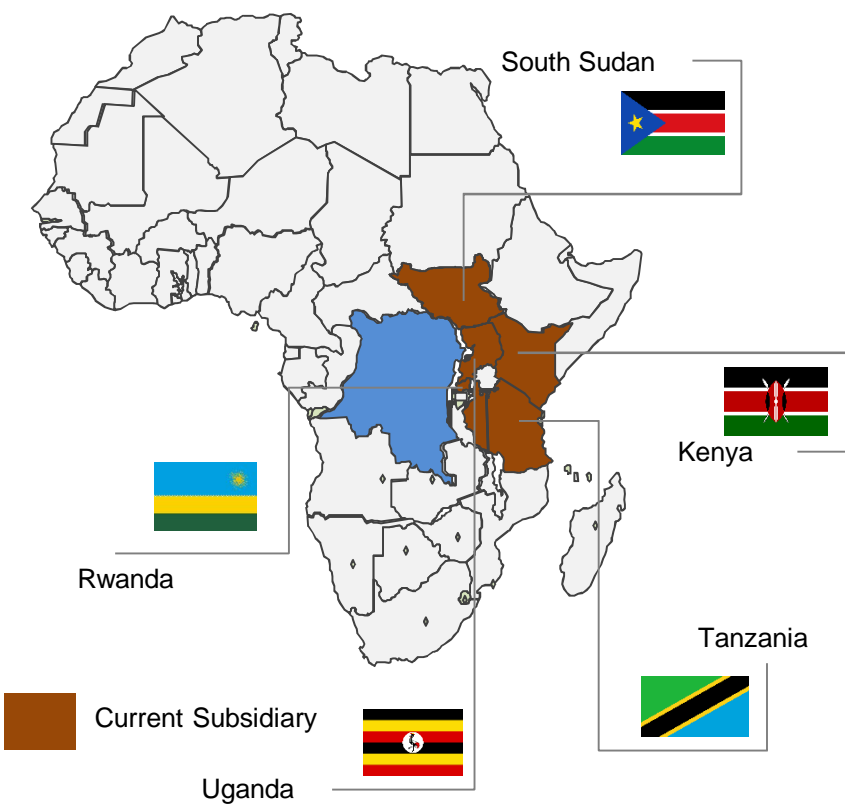 South Sudan
Kenya
Rwanda
Tanzania
Current Subsidiary
Uganda